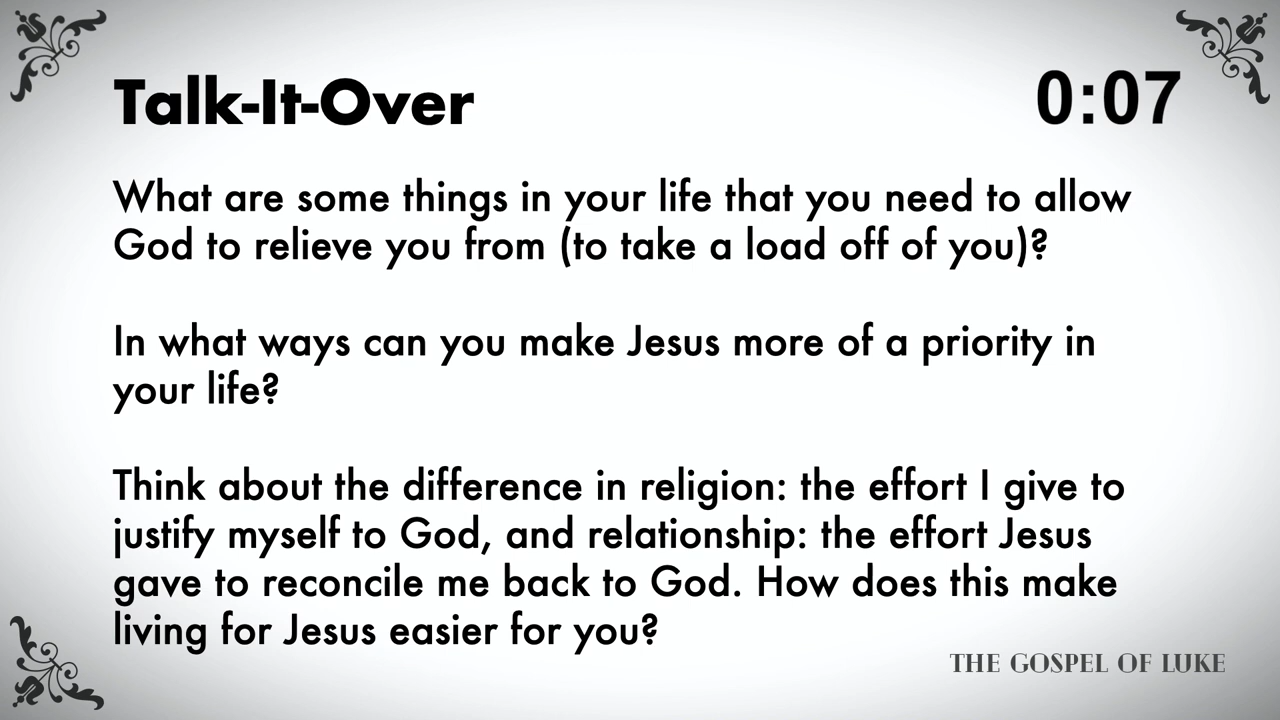 Talk-It-Over
0:07
What are some things in your life that you need to allow
God to relieve you from (to take a load off of you)?
In what ways can you make Jesus more of a priority in
your life?
Think about the difference in religion: the effort I give to
justify myself to God, and relationship: the effort Jesus
gave to reconcile me back to God. How does this make
living for Jesus easier for you?
THE GOSPEL OF LUKE